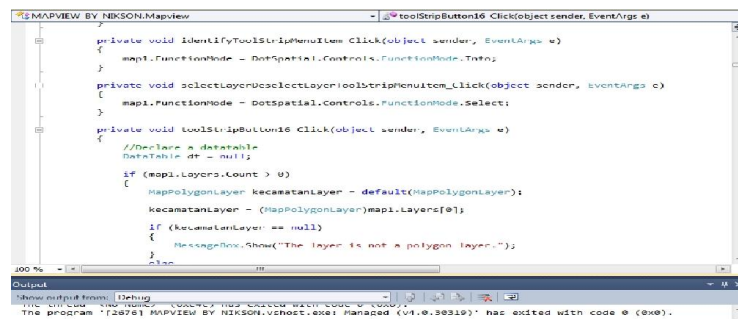 MAPVIEW BY NIKSON.Mapview toolStripButton16_Click(object sender, EventArgs e)
}
private void identifyToolStripMenuItem_Click(object sender, EventArgs e)
{
map1.FunctionMode = DotSpatial.Controls.FunctionMode.Info;
}
private void selectLayerDeselectLayerToolStripMenuItem_Click(object sender, EventArgs e)
{
map1.FunctionMode = DotSpatial.Controls.FunctionMode.Select;
}
private void toolStripButton16_Click(object sender, EventArgs e)
{
//Declare a datatable
DataTable dt = null;
if (map1.Layers.Count > 0)
{
MapPolygonLayer kecamatanLayer = default(MapPolygonLayer);
kecamatanLayer = (MapPolygonLayer)map1.Layers[0];
if (kecamatanLayer == null)
{
MessageBox.Show("The layer is not a polygon layer.");
}
else
100 %
Output
Show output from: Debug
The thread '<No Name>' has exited with code 0 (0x0).
The program '[2676] MAPVIEW BY NIKSON.vshost.exe: Managed (v4.0.30319)' has exited with code 0 (0x0).